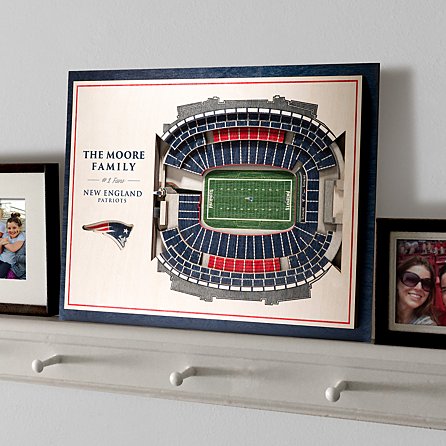 THE MOORE
FAMILY
#1 Fans
NEW ENGLAND
PATRIOTS